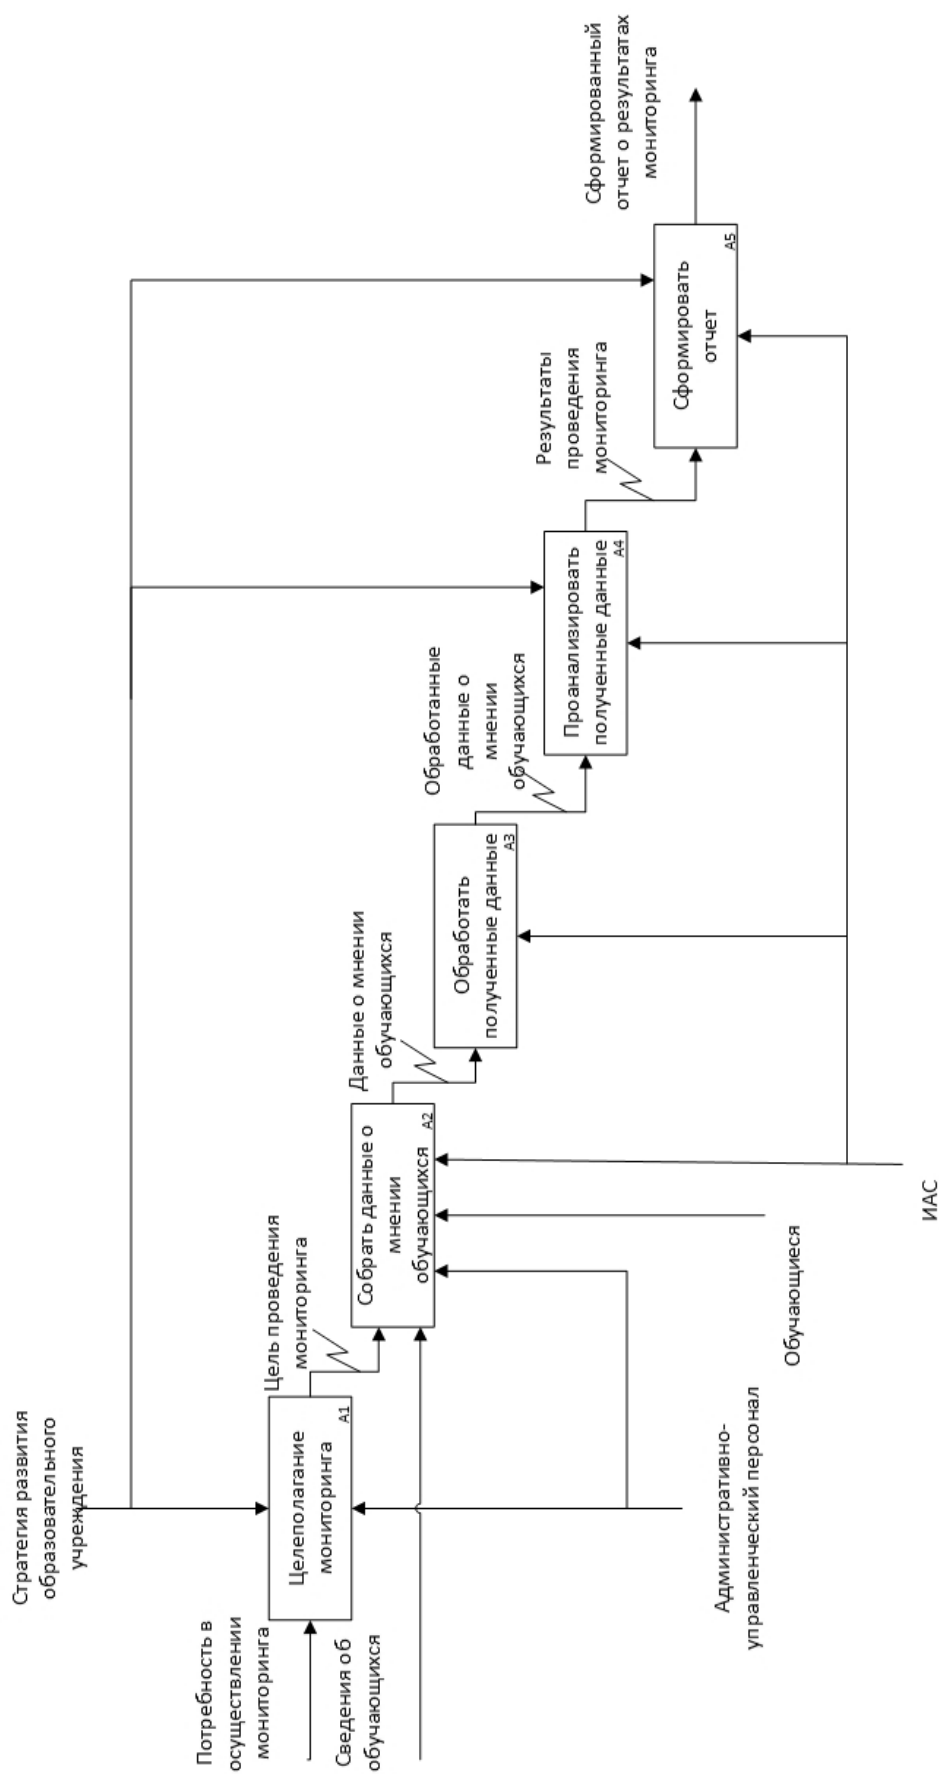 Стратегия развития
образовательного
учреждения
Потребность в
осуществлении
мониторинга
Сведения об
обучающихся
Целеполагание
мониторинга
A1
Цель проведения
мониторинга
Собрать данные о
мнении
обучающихся
A2
Данные о мнении
обучающихся
Обработать
полученные данные
A3
Обработанные
данные о
мнении
обучающихся
Проанализировать
полученные данные
A4
Результаты
проведения
мониторинга
Сформировать
отчет
A5
Сформированный
отчет о результатах
мониторинга
Административно-
управленческий персонал
Обучающиеся
ИАС